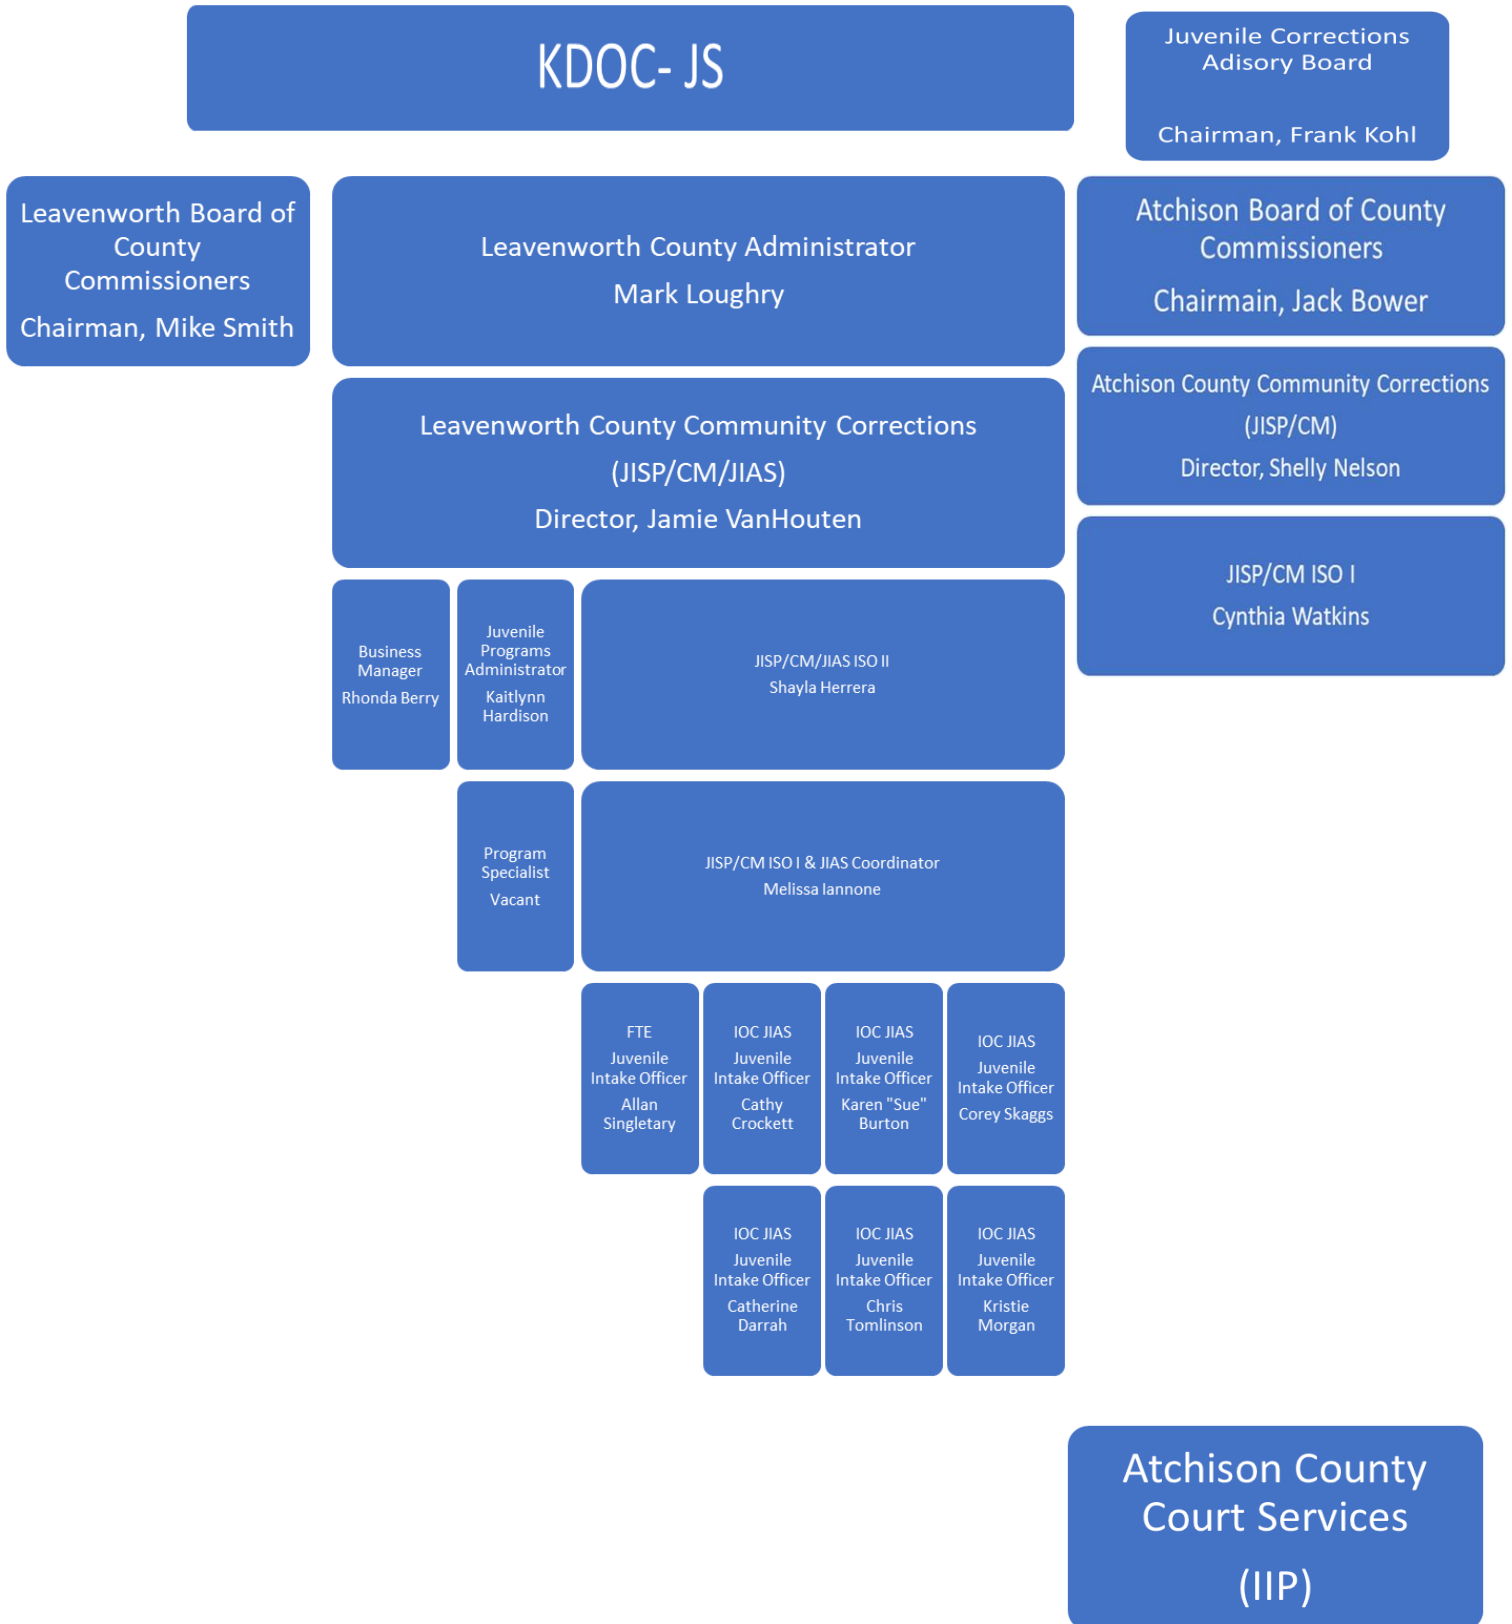 KDOC- JS
Juvenile Corrections
Adisory Board
Chairman, Frank Kohl
Leavenworth Board of
County
Commissioners
Chairman, Mike Smith
Leavenworth County Administrator
Mark Loughry
Atchison Board of County
Commissioners
Chairmain, Jack Bower
Leavenworth County Community Corrections
(JISP/CM/JIAS)
Director, Jamie VanHouten
Atchison County Community Corrections
(JISP/CM)
Director, Shelly Nelson
JISP/CM ISO I
Cynthia Watkins
Business
Manager
Rhonda Berry
Juvenile
Programs
Administrator
Kaitlynn
Hardison
JISP/CM/JIAS ISO II
Shayla Herrera
Program
Specialist
Vacant
JISP/CM ISO I & JIAS Coordinator
Melissa Iannone
FTE
Juvenile
Intake Officer
Allan
Singletary
IOC JIAS
Juvenile
Intake Officer
Cathy
Crockett
IOC JIAS
Juvenile
Intake Officer
Karen "Sue"
Burton
IOC JIAS
Juvenile
Intake Officer
Corey Skaggs
IOC JIAS
Juvenile
Intake Officer
Catherine
Darrah
IOC JIAS
Juvenile
Intake Officer
Chris
Tomlinson
IOC JIAS
Juvenile
Intake Officer
Kristie
Morgan
Atchison County
Court Services
(IIP)